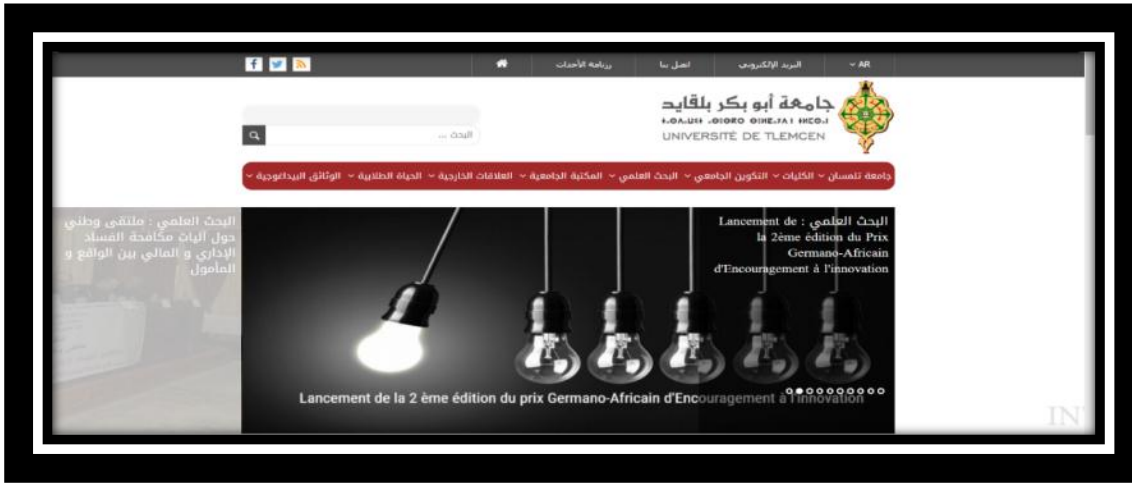 AR
البريد الإلكتروني
اتصل بنا
رزنامة الأحداث
جامعة أبو بكر بلقايد
UNIVERSITÉ DE TLEMCEN
البحث ...
جامعة تلمسان
الكليات
التكوين الجامعي
البحث العلمي
المكتبة الجامعية
العلاقات الخارجية
الحياة الطلابية
الوثائق البيداغوجية
البحث العلمي : Lancement de
la 2ème édition du Prix
Germano-Africain
d'Encouragement à l'innovation
Lancement de la 2 ème édition du prix Germano-Africain d'Encouragement à l'innovation
البحث العلمي : ملتقى وطني
حول آليات مكافحة الفساد
الإداري و المالي بين الواقع و
المأمول